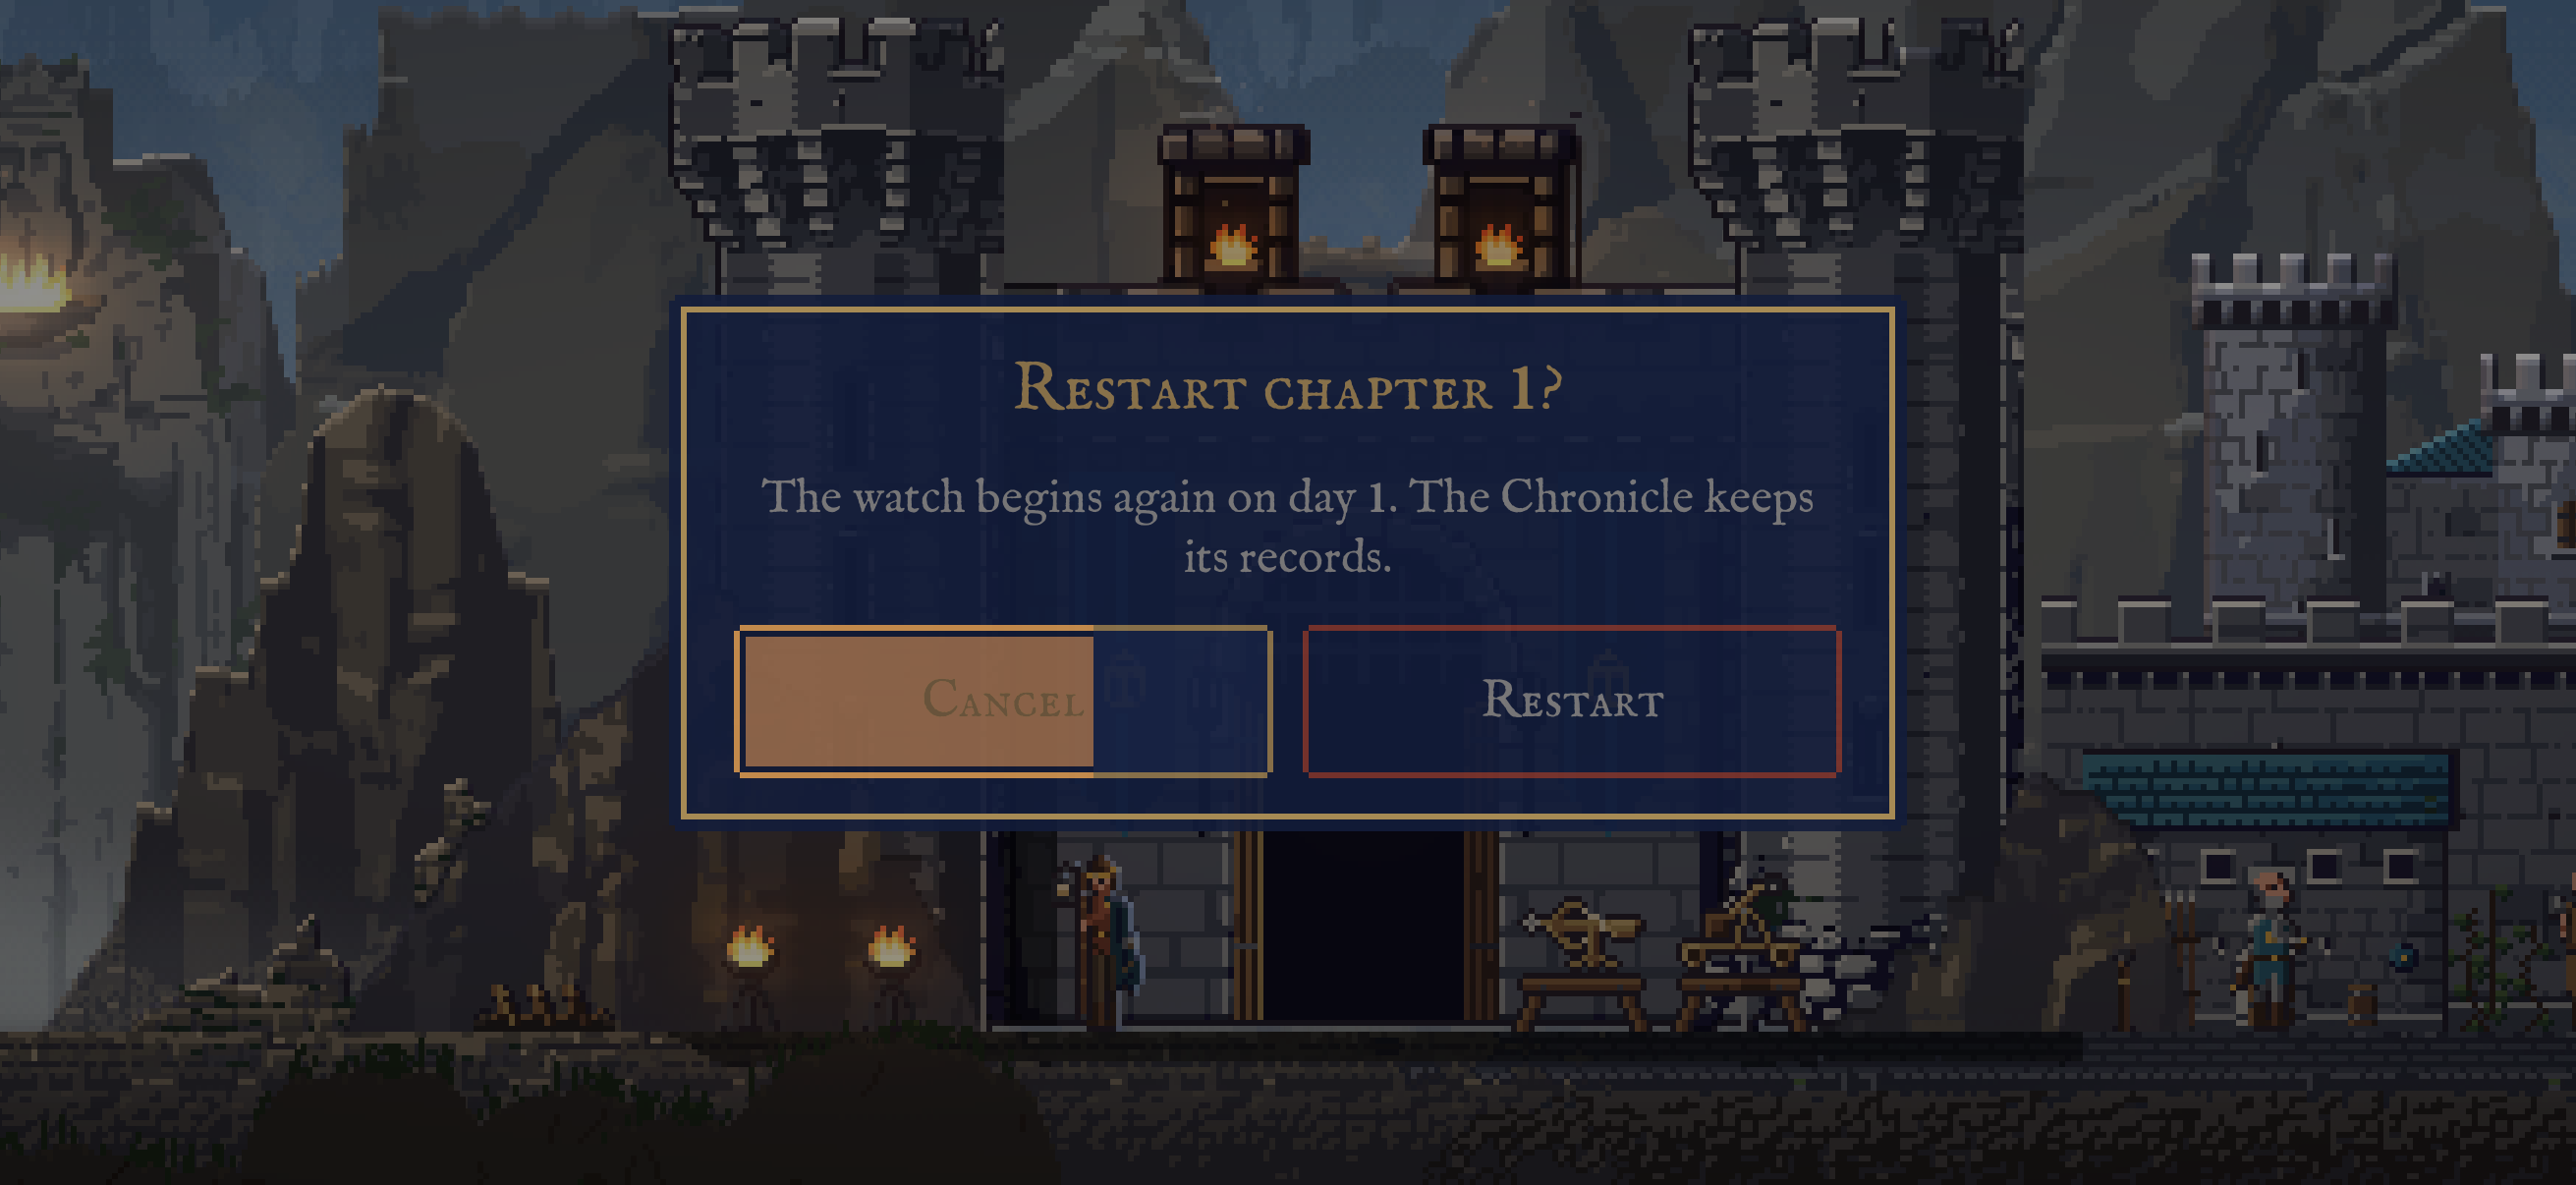 Restart chapter 1?
The watch begins again on day 1. The Chronicle keeps
its records.
Cancel
Restart